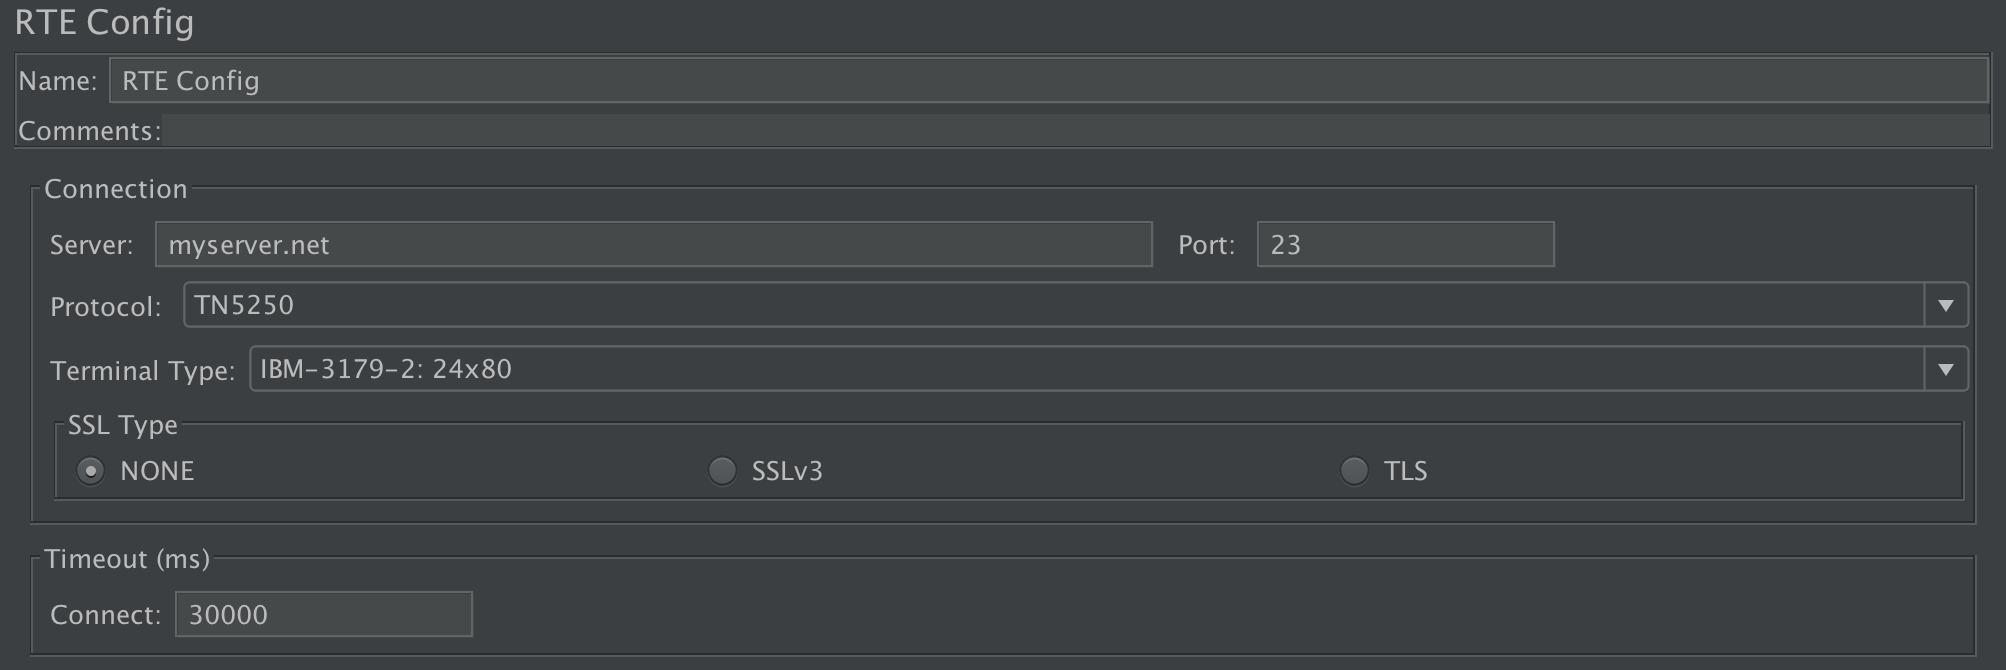 RTE Config
Name: RTE Config
Comments:
Connection
Server: myserver.net Port: 23
Protocol: TN5250
Terminal Type: IBM-3179-2: 24x80
SSL Type
NONE SSLv3 TLS
Timeout (ms)
Connect: 30000